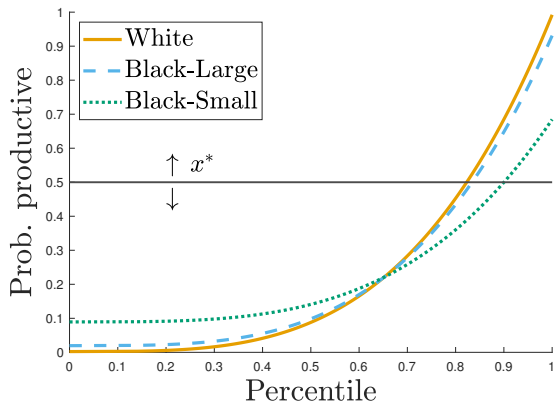 1
0.9
0.8
0.7
0.6
0.5
0.4
0.3
0.2
0.1
0
Prob. productive
White
Black-Large
Black-Small
↑ x*
↓
0 0.1 0.2 0.3 0.4 0.5 0.6 0.7 0.8 0.9 1
Percentile